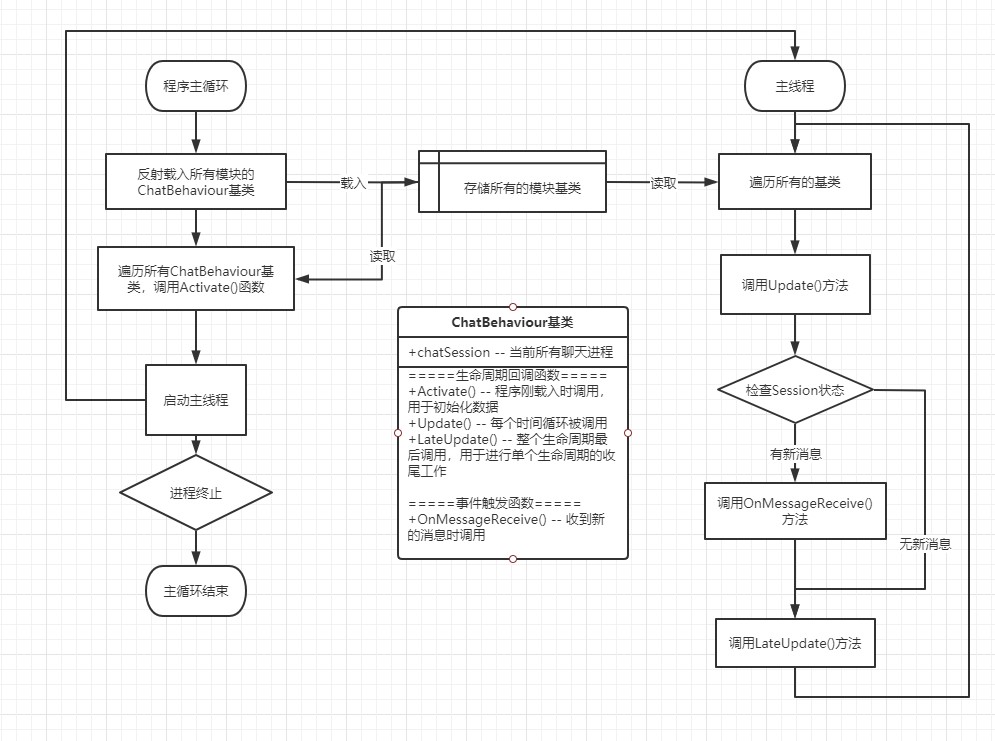 程序主循环
反射载入所有模块的
ChatBehaviour基类
遍历所有ChatBehaviour基
类，调用Activate()函数
启动主线程
进程终止
主循环结束
载入
读取
存储所有的模块基类
读取
ChatBehaviour基类
+chatSession -- 当前所有聊天进程
=====生命周期回调函数=====
+Activate() -- 程序刚载入时调用，
用于初始化数据
+Update() -- 每个时间循环被调用
+LateUpdate() -- 整个生命周期最
后调用，用于进行单个生命周期的收
尾工作
=====事件触发函数=====
+OnMessageReceive() -- 收到新
的消息时调用
主线程
遍历所有的基类
调用Update()方法
检查Session状态
有新消息
调用OnMessageReceive()
方法
无新消息
调用LateUpdate()方法